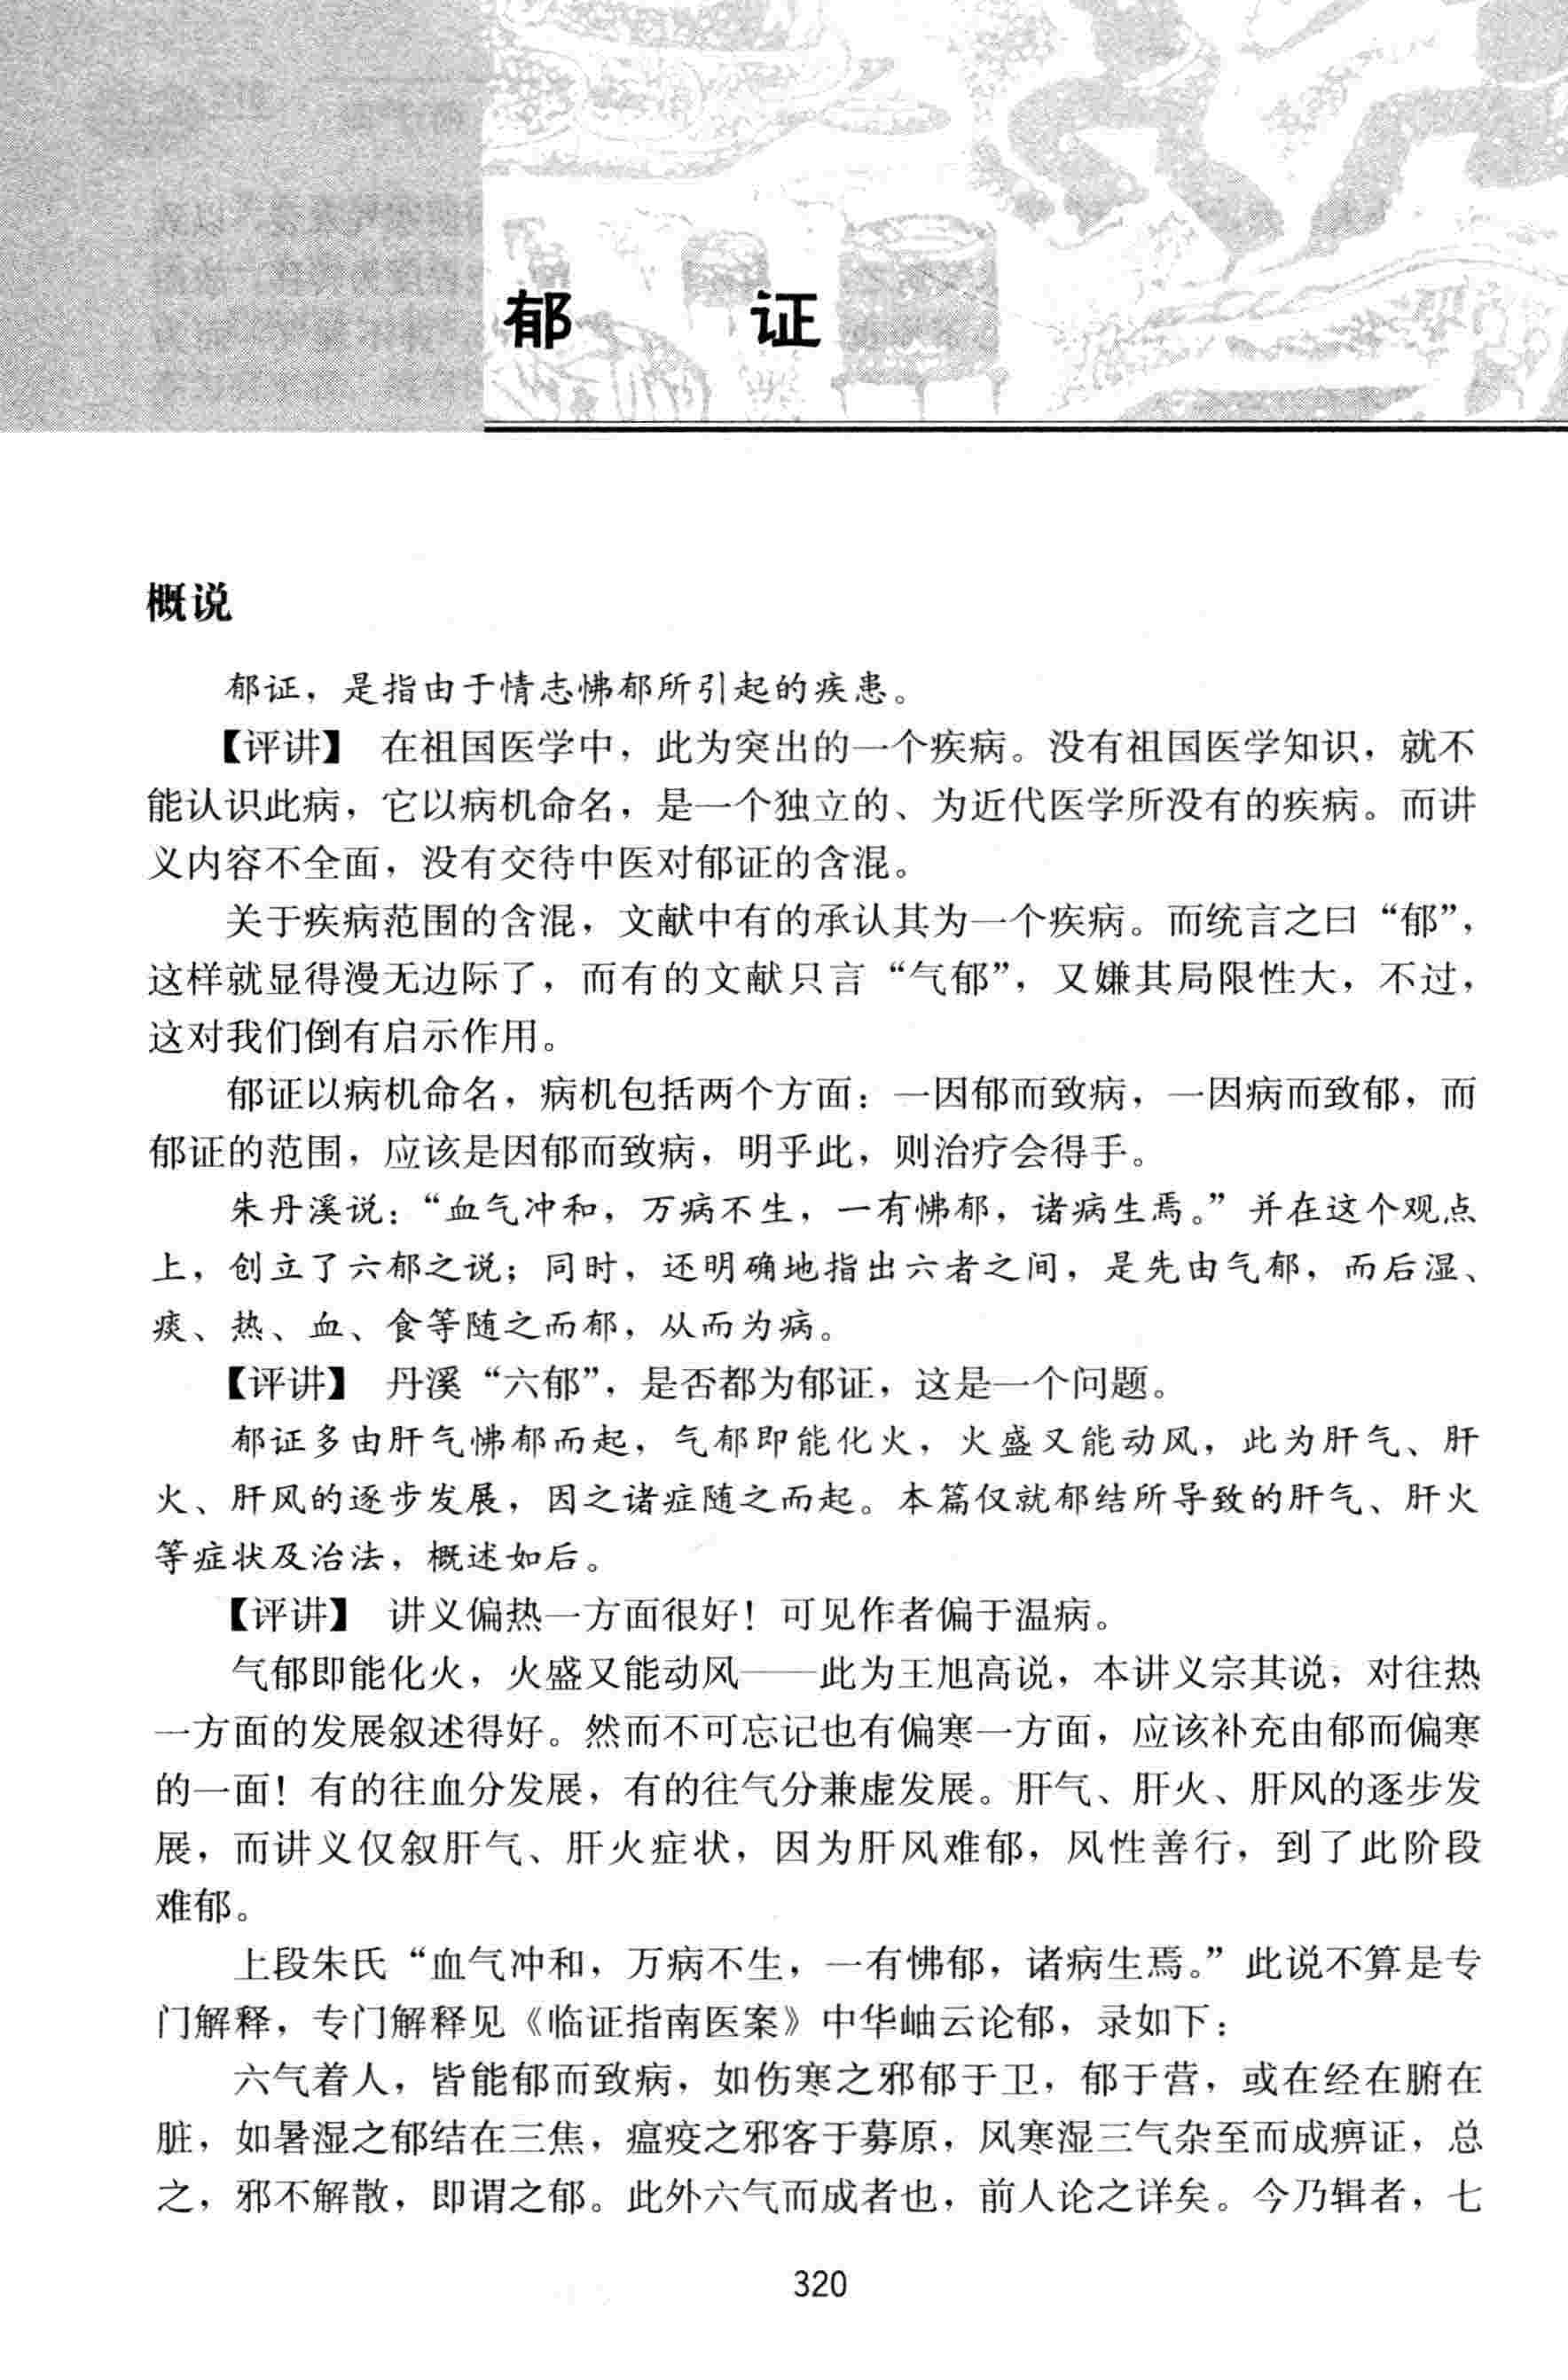 郁 证
概说
郁证，是指由于情志怫郁所引起的疾患。
【评讲】 在祖国医学中，此为突出的一个疾病。没有祖国医学知识，就不
能认识此病，它以病机命名，是一个独立的、为近代医学所没有的疾病。而讲
义内容不全面，没有交待中医对郁证的含混。
关于疾病范围的含混，文献中有的承认其为一个疾病。而统言之曰“郁”，
这样就显得漫无边际了，而有的文献只言“气郁”，又嫌其局限性大，不过，
这对我们倒有启示作用。
郁证以病机命名，病机包括两个方面：一因郁而致病，一因病而致郁，而
郁证的范围，应该是因郁而致病，明乎此，则治疗会得手。
朱丹溪说：“血气冲和，万病不生，一有怫郁，诸病生焉。”并在这个观点
上，创立了六郁之说；同时，还明确地指出六者之间，是先由气郁，而后湿、
痰、热、血、食等随之而郁，从而为病。
【评讲】 丹溪“六郁”，是否都为郁证，这是一个问题。
郁证多由肝气怫郁而起，气郁即能化火，火盛又能动风，此为肝气、肝
火、肝风的逐步发展，因之诸症随之而起。本篇仅就郁结所导致的肝气、肝火
等症状及治法，概述如后。
【评讲】 讲义偏热一方面很好！可见作者偏于温病。
气郁即能化火，火盛又能动风——此为王旭高说，本讲义宗其说，对往热
一方面的发展叙述得好。然而不可忘记也有偏寒一方面，应该补充由郁而偏寒
的一面！有的往血分发展，有的往气分兼虚发展。肝气、肝火、肝风的逐步发
展，而讲义仅叙肝气、肝火症状，因为肝风难郁，风性善行，到了此阶段
难郁。
上段朱氏“血气冲和，万病不生，一有怫郁，诸病生焉。”此说不算是专
门解释，专门解释见《临证指南医案》中华岫云论郁，录如下：
六气着人，皆能郁而致病，如伤寒之邪郁于卫，郁于营，或在经在腑在
脏，如暑湿之郁结在三焦，瘟疫之邪客于募原，风寒湿三气杂至而成痹证，总
之，邪不解散，即谓之郁。此外六气而成者也，前人论之详矣。今乃辑者，七
320